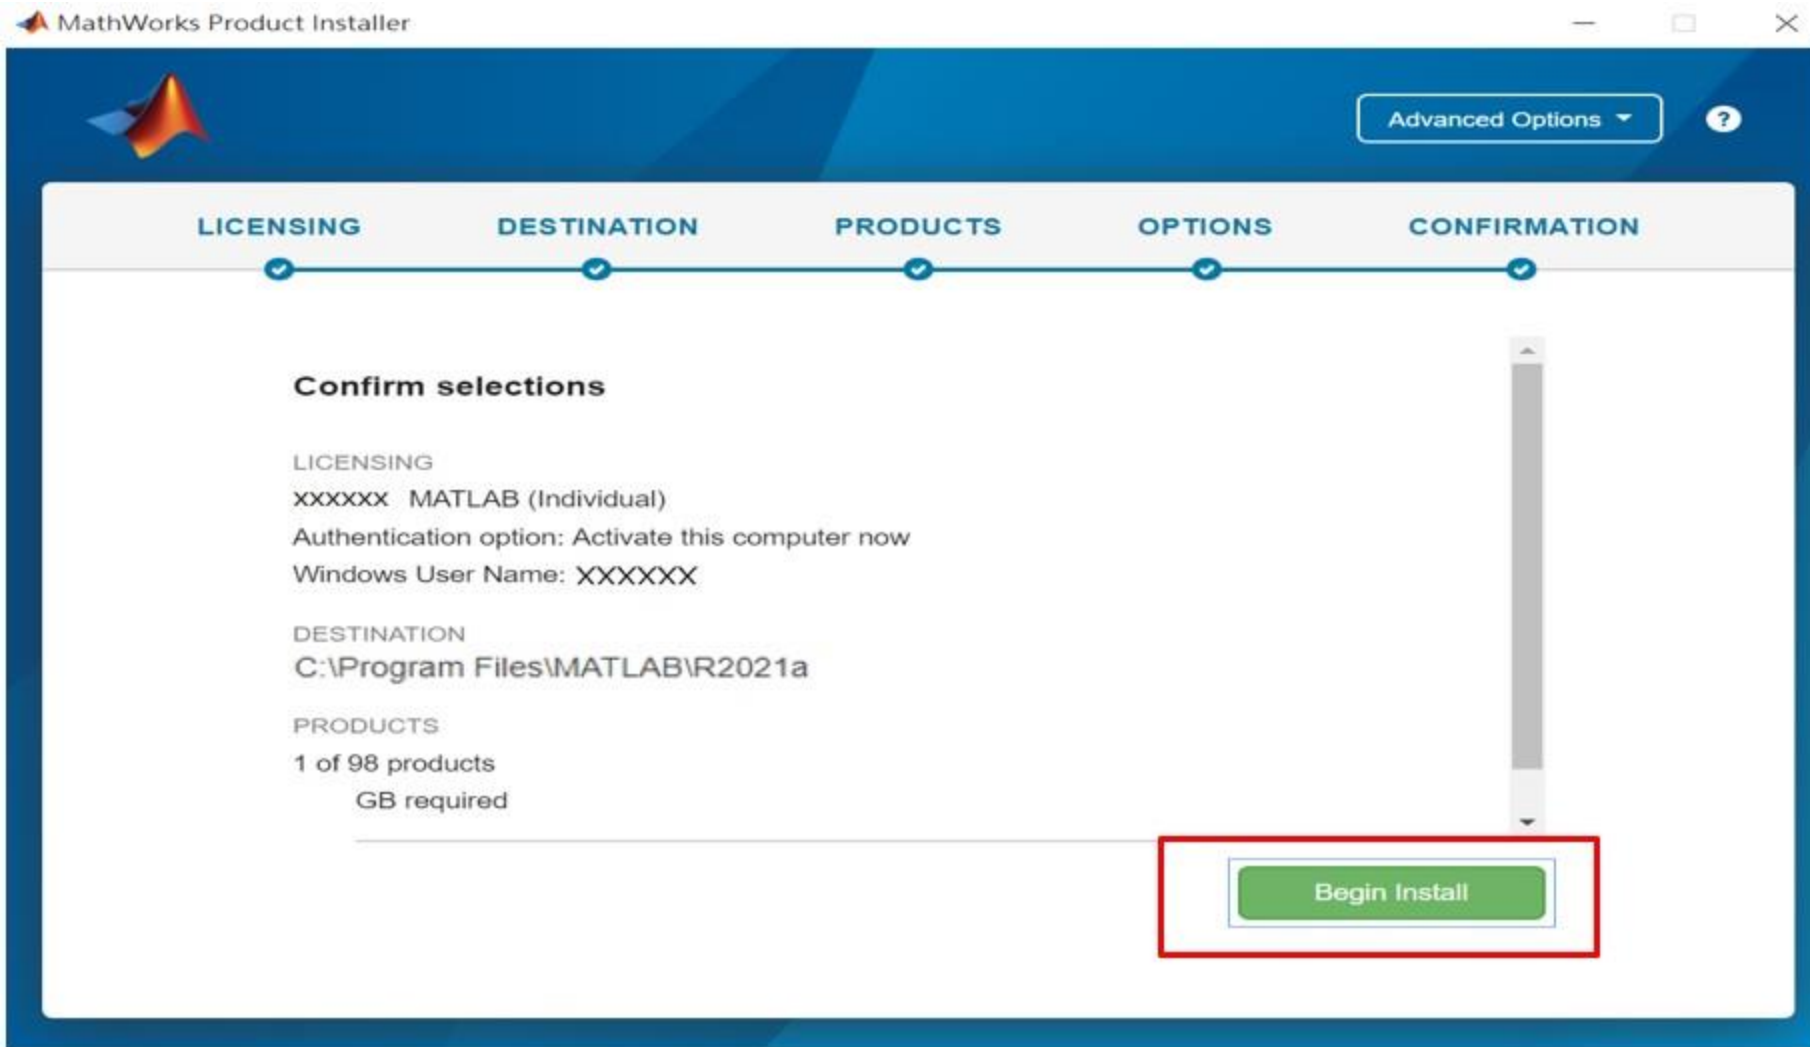 MathWorks Product Installer
Advanced Options
?
LICENSING DESTINATION PRODUCTS OPTIONS CONFIRMATION
Confirm selections
LICENSING
xxxxxx MATLAB (Individual)
Authentication option: Activate this computer now
Windows User Name: XXXXXX
DESTINATION
C:\Program Files\MATLAB\R2021a
PRODUCTS
1 of 98 products
GB required
Begin Install